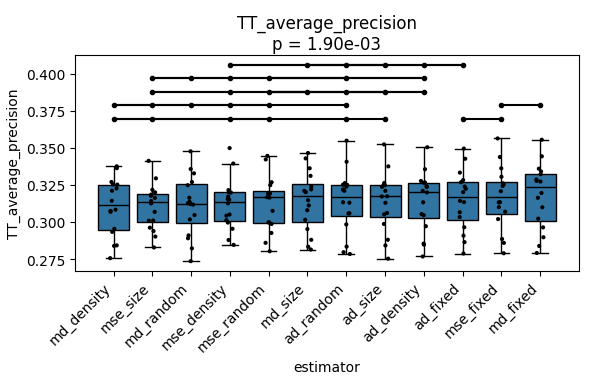 TT_average_precision
p = 1.90e-03
TT_average_precision
0.400
0.375
0.350
0.325
0.300
0.275
md_density
mse_size
md_random
mse_density
mse_random
md_size
ad_random
ad_size
ad_density
ad_fixed
mse_fixed
md_fixed
estimator